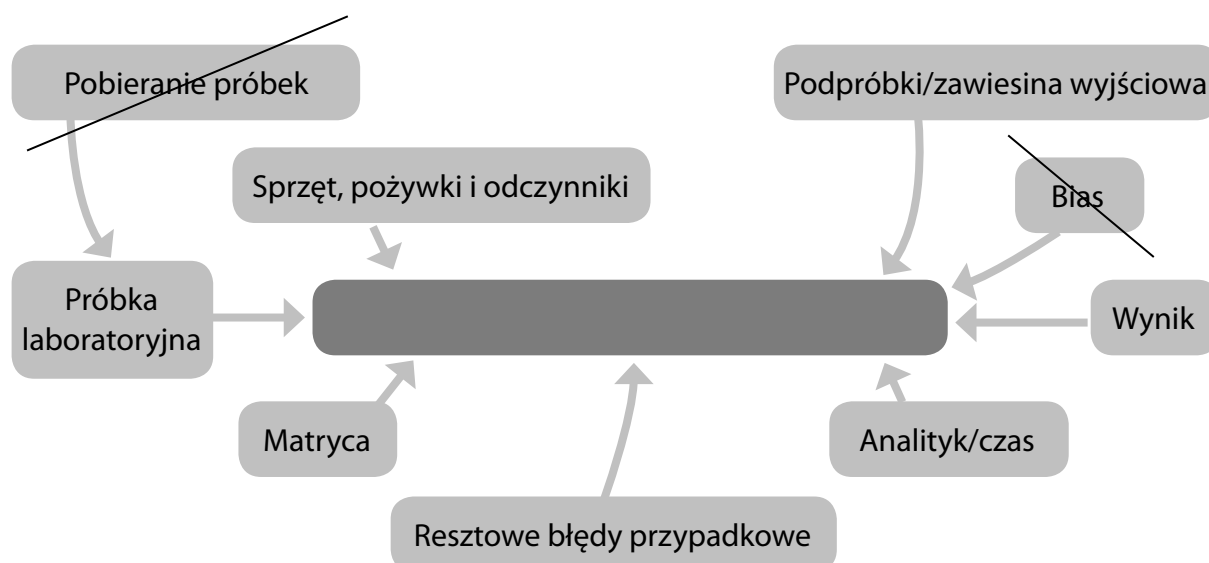 Pobieranie próbek
Podpróbki/zawiesina wyjściowa
Sprzęt, pożywki i odczynniki
Bias
Próbka
laboratoryjna
Wynik
Matryca
Analityk/czas
Resztowe błędy przypadkowe